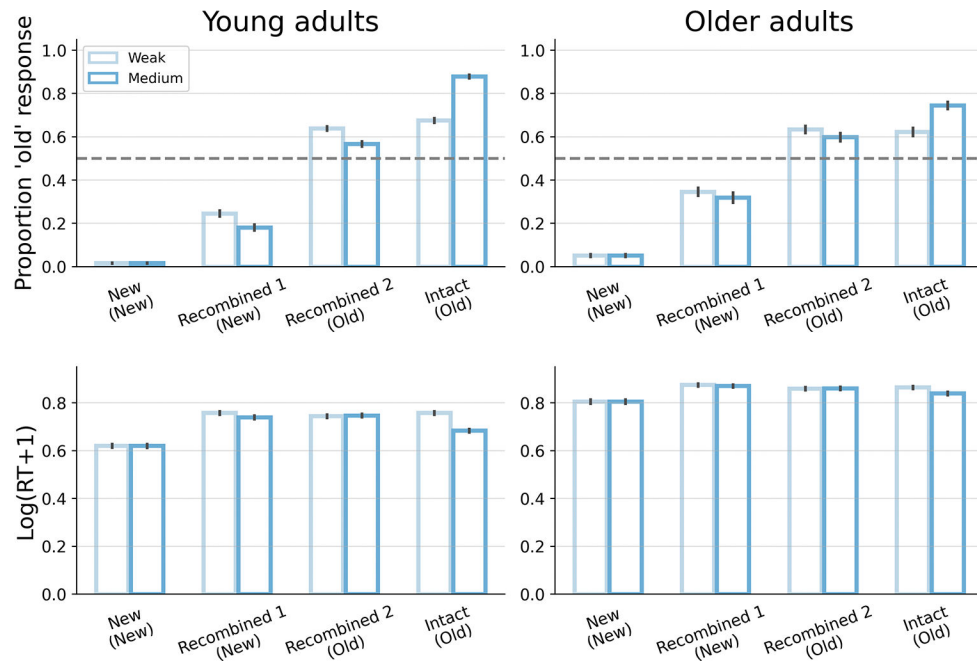 Young adults
Older adults
Proportion 'old' response
1.0
0.8
0.6
0.4
0.2
0.0
Weak
Medium
New
(New)
Recombined 1
(New)
Recombined 2
(Old)
Intact
(Old)
1.0
0.8
0.6
0.4
0.2
0.0
New
(New)
Recombined 1
(New)
Recombined 2
(Old)
Intact
(Old)
Log(RT+1)
0.8
0.6
0.4
0.2
0.0
New
(New)
Recombined 1
(New)
Recombined 2
(Old)
Intact
(Old)
0.8
0.6
0.4
0.2
0.0
New
(New)
Recombined 1
(New)
Recombined 2
(Old)
Intact
(Old)